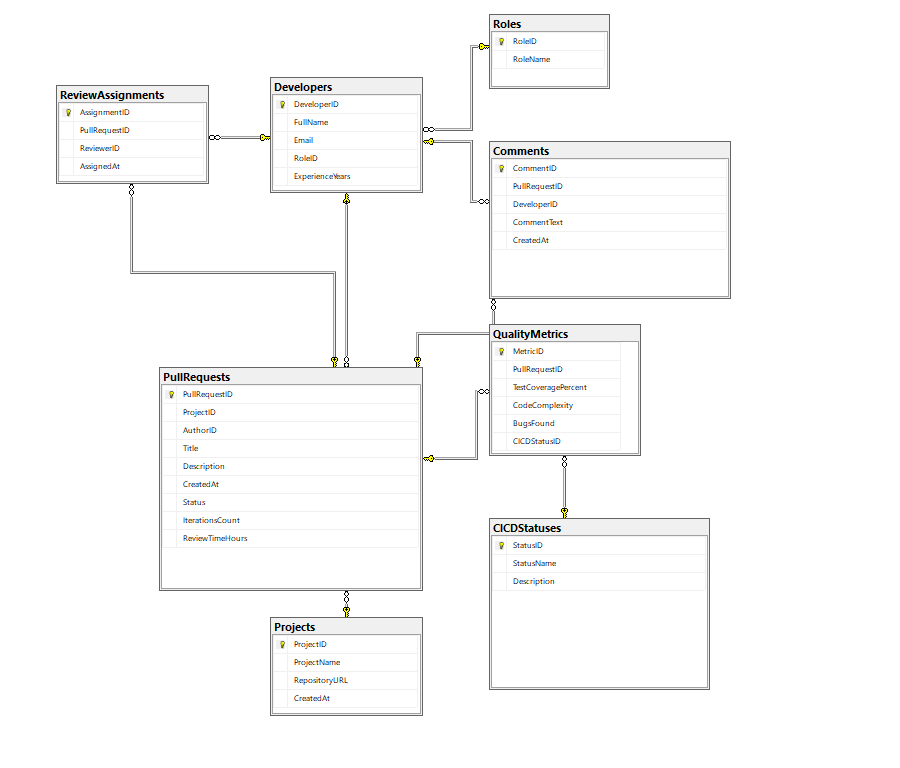 Roles
RoleID
RoleName
Developers
DeveloperID
FullName
Email
RoleID
ExperienceYears
ReviewAssignments
AssignmentID
PullRequestID
ReviewerID
AssignedAt
Comments
CommentID
PullRequestID
DeveloperID
CommentText
CreatedAt
QualityMetrics
MetricID
PullRequestID
TestCoveragePercent
CodeComplexity
BugsFound
CICDStatusID
PullRequests
PullRequestID
ProjectID
AuthorID
Title
Description
CreatedAt
Status
IterationsCount
ReviewTimeHours
CICDStatuses
StatusID
StatusName
Description
Projects
ProjectID
ProjectName
RepositoryURL
CreatedAt